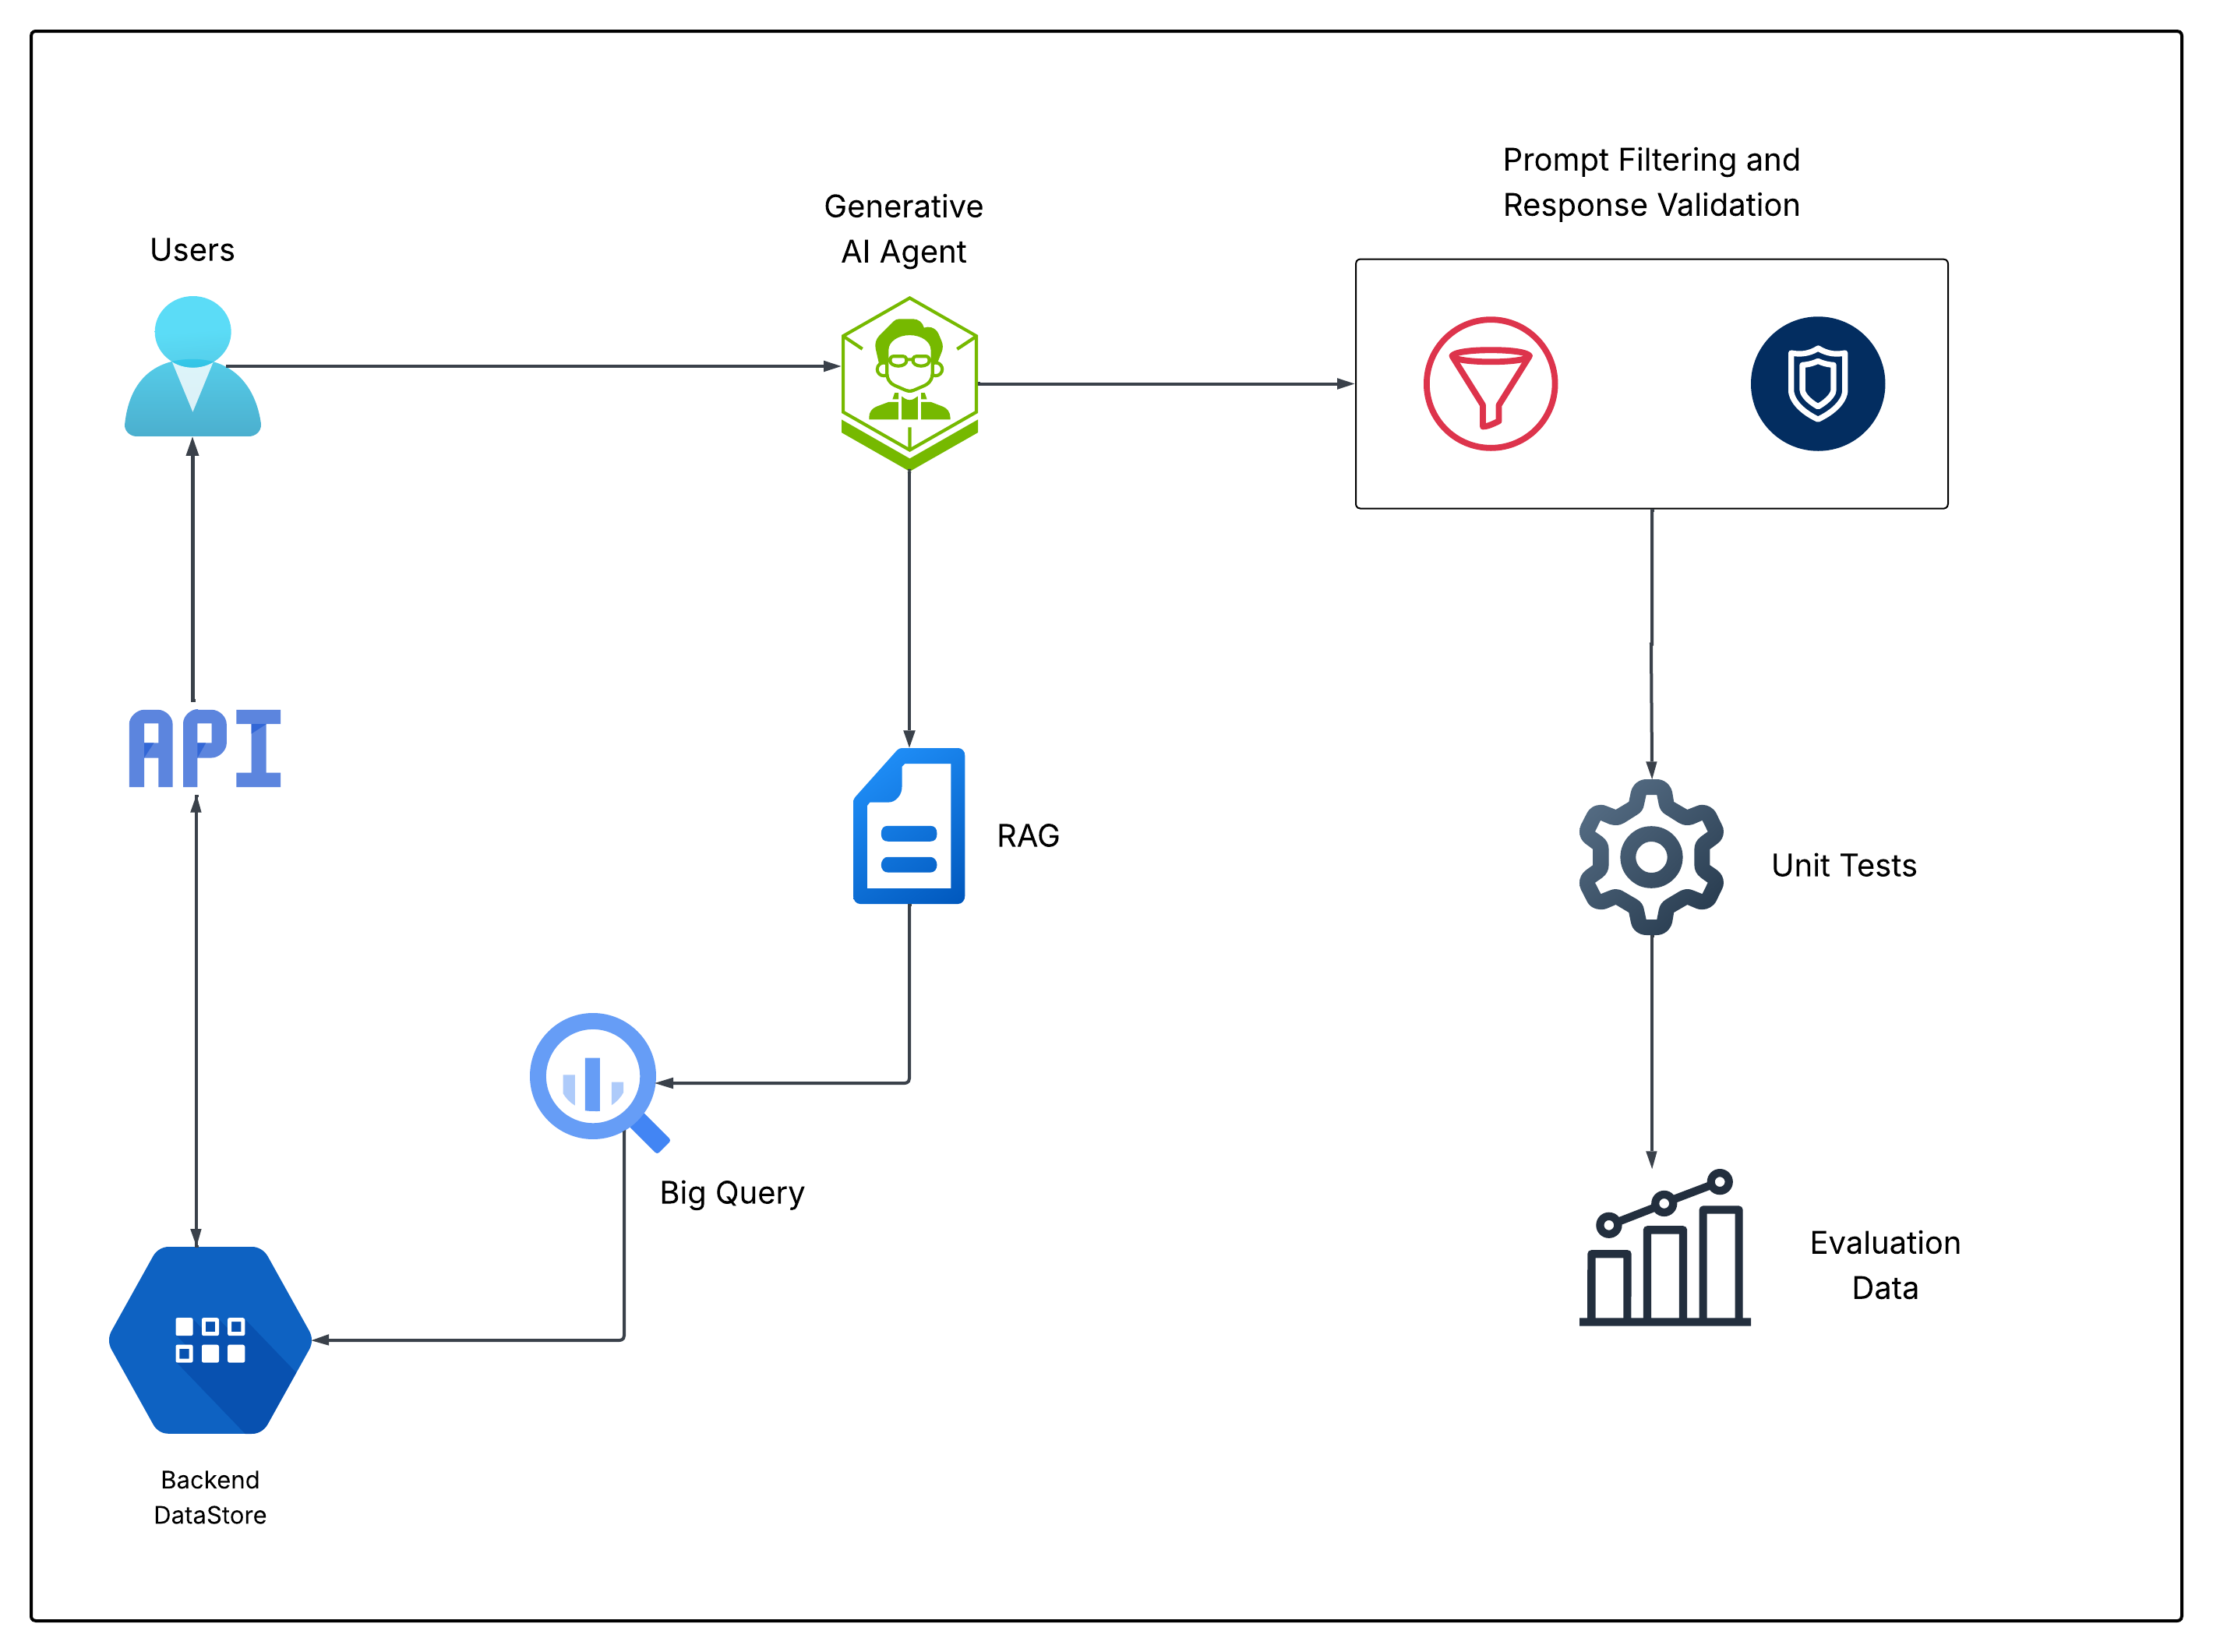 Prompt Filtering and
Response Validation
Generative
AI Agent
Users
API
RAG
Unit Tests
Big Query
Evaluation
Data
Backend
DataStore